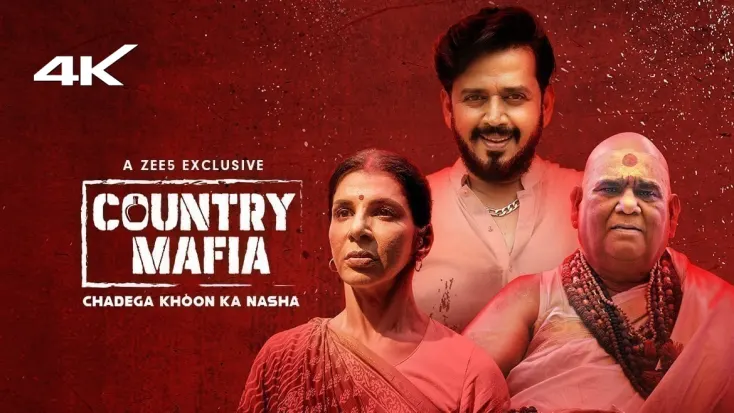 4K
A ZEE5 EXCLUSIVE
COUNTRY
MAFIA
CHADEGA KHOON KA NASHA